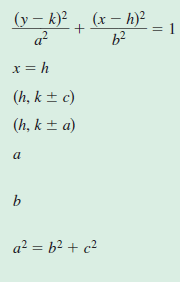 (y − k)²/a² + (x − h)²/b² = 1
x = h
(h, k ± c)
(h, k ± a)
a
b
a² = b² + c²